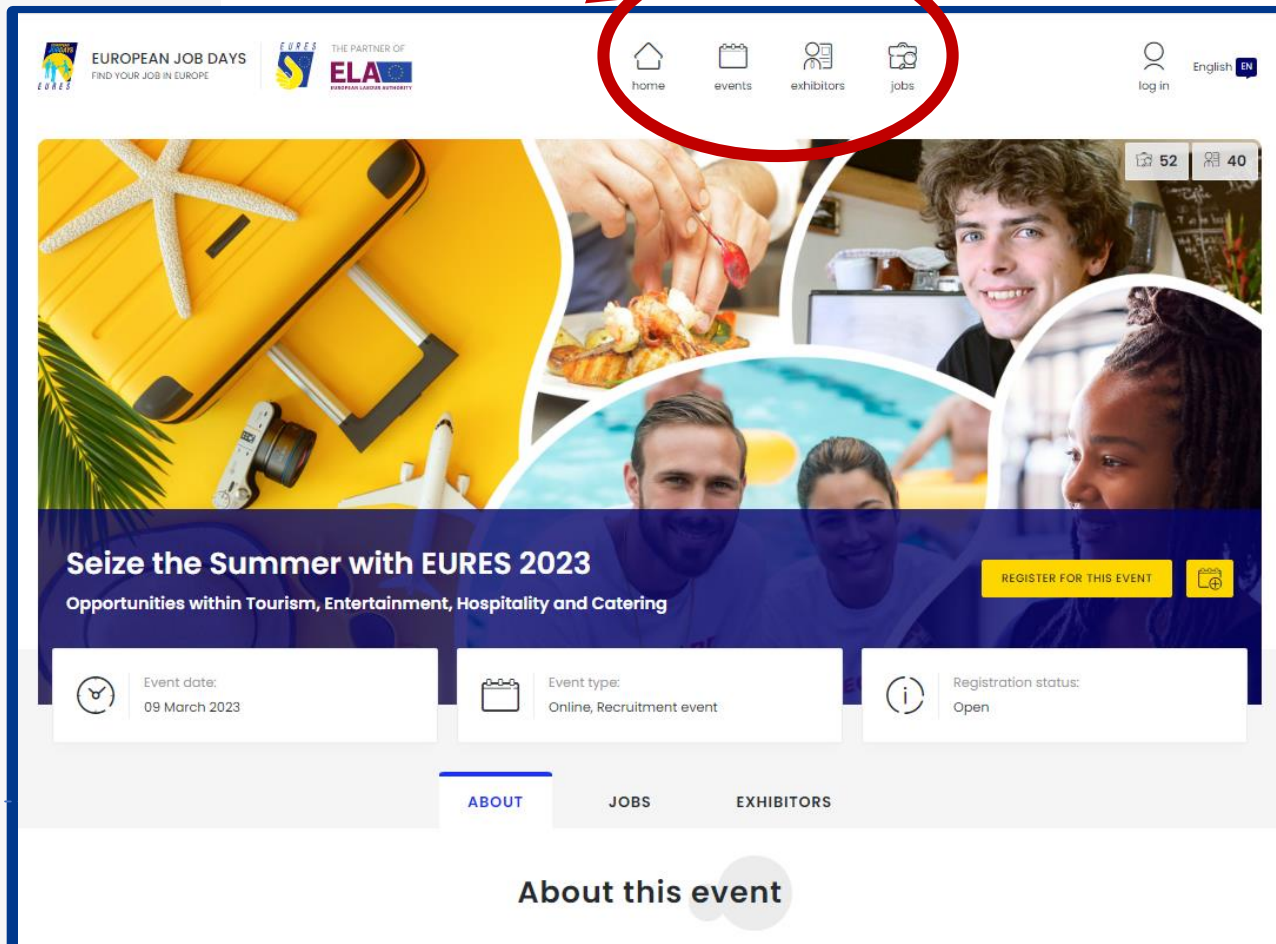 EUROPEAN JOB DAYS
FIND YOUR JOB IN EUROPE
EURES
EURES
THE PARTNER OF
ELA
EUROPEAN LABOUR AUTHORITY
home
events
exhibitors
jobs
log in
English EN
52
40
Seize the Summer with EURES 2023
Opportunities within Tourism, Entertainment, Hospitality and Catering
REGISTER FOR THIS EVENT
Event date:
09 March 2023
Event type:
Online, Recruitment event
Registration status:
Open
ABOUT
JOBS
EXHIBITORS
About this event